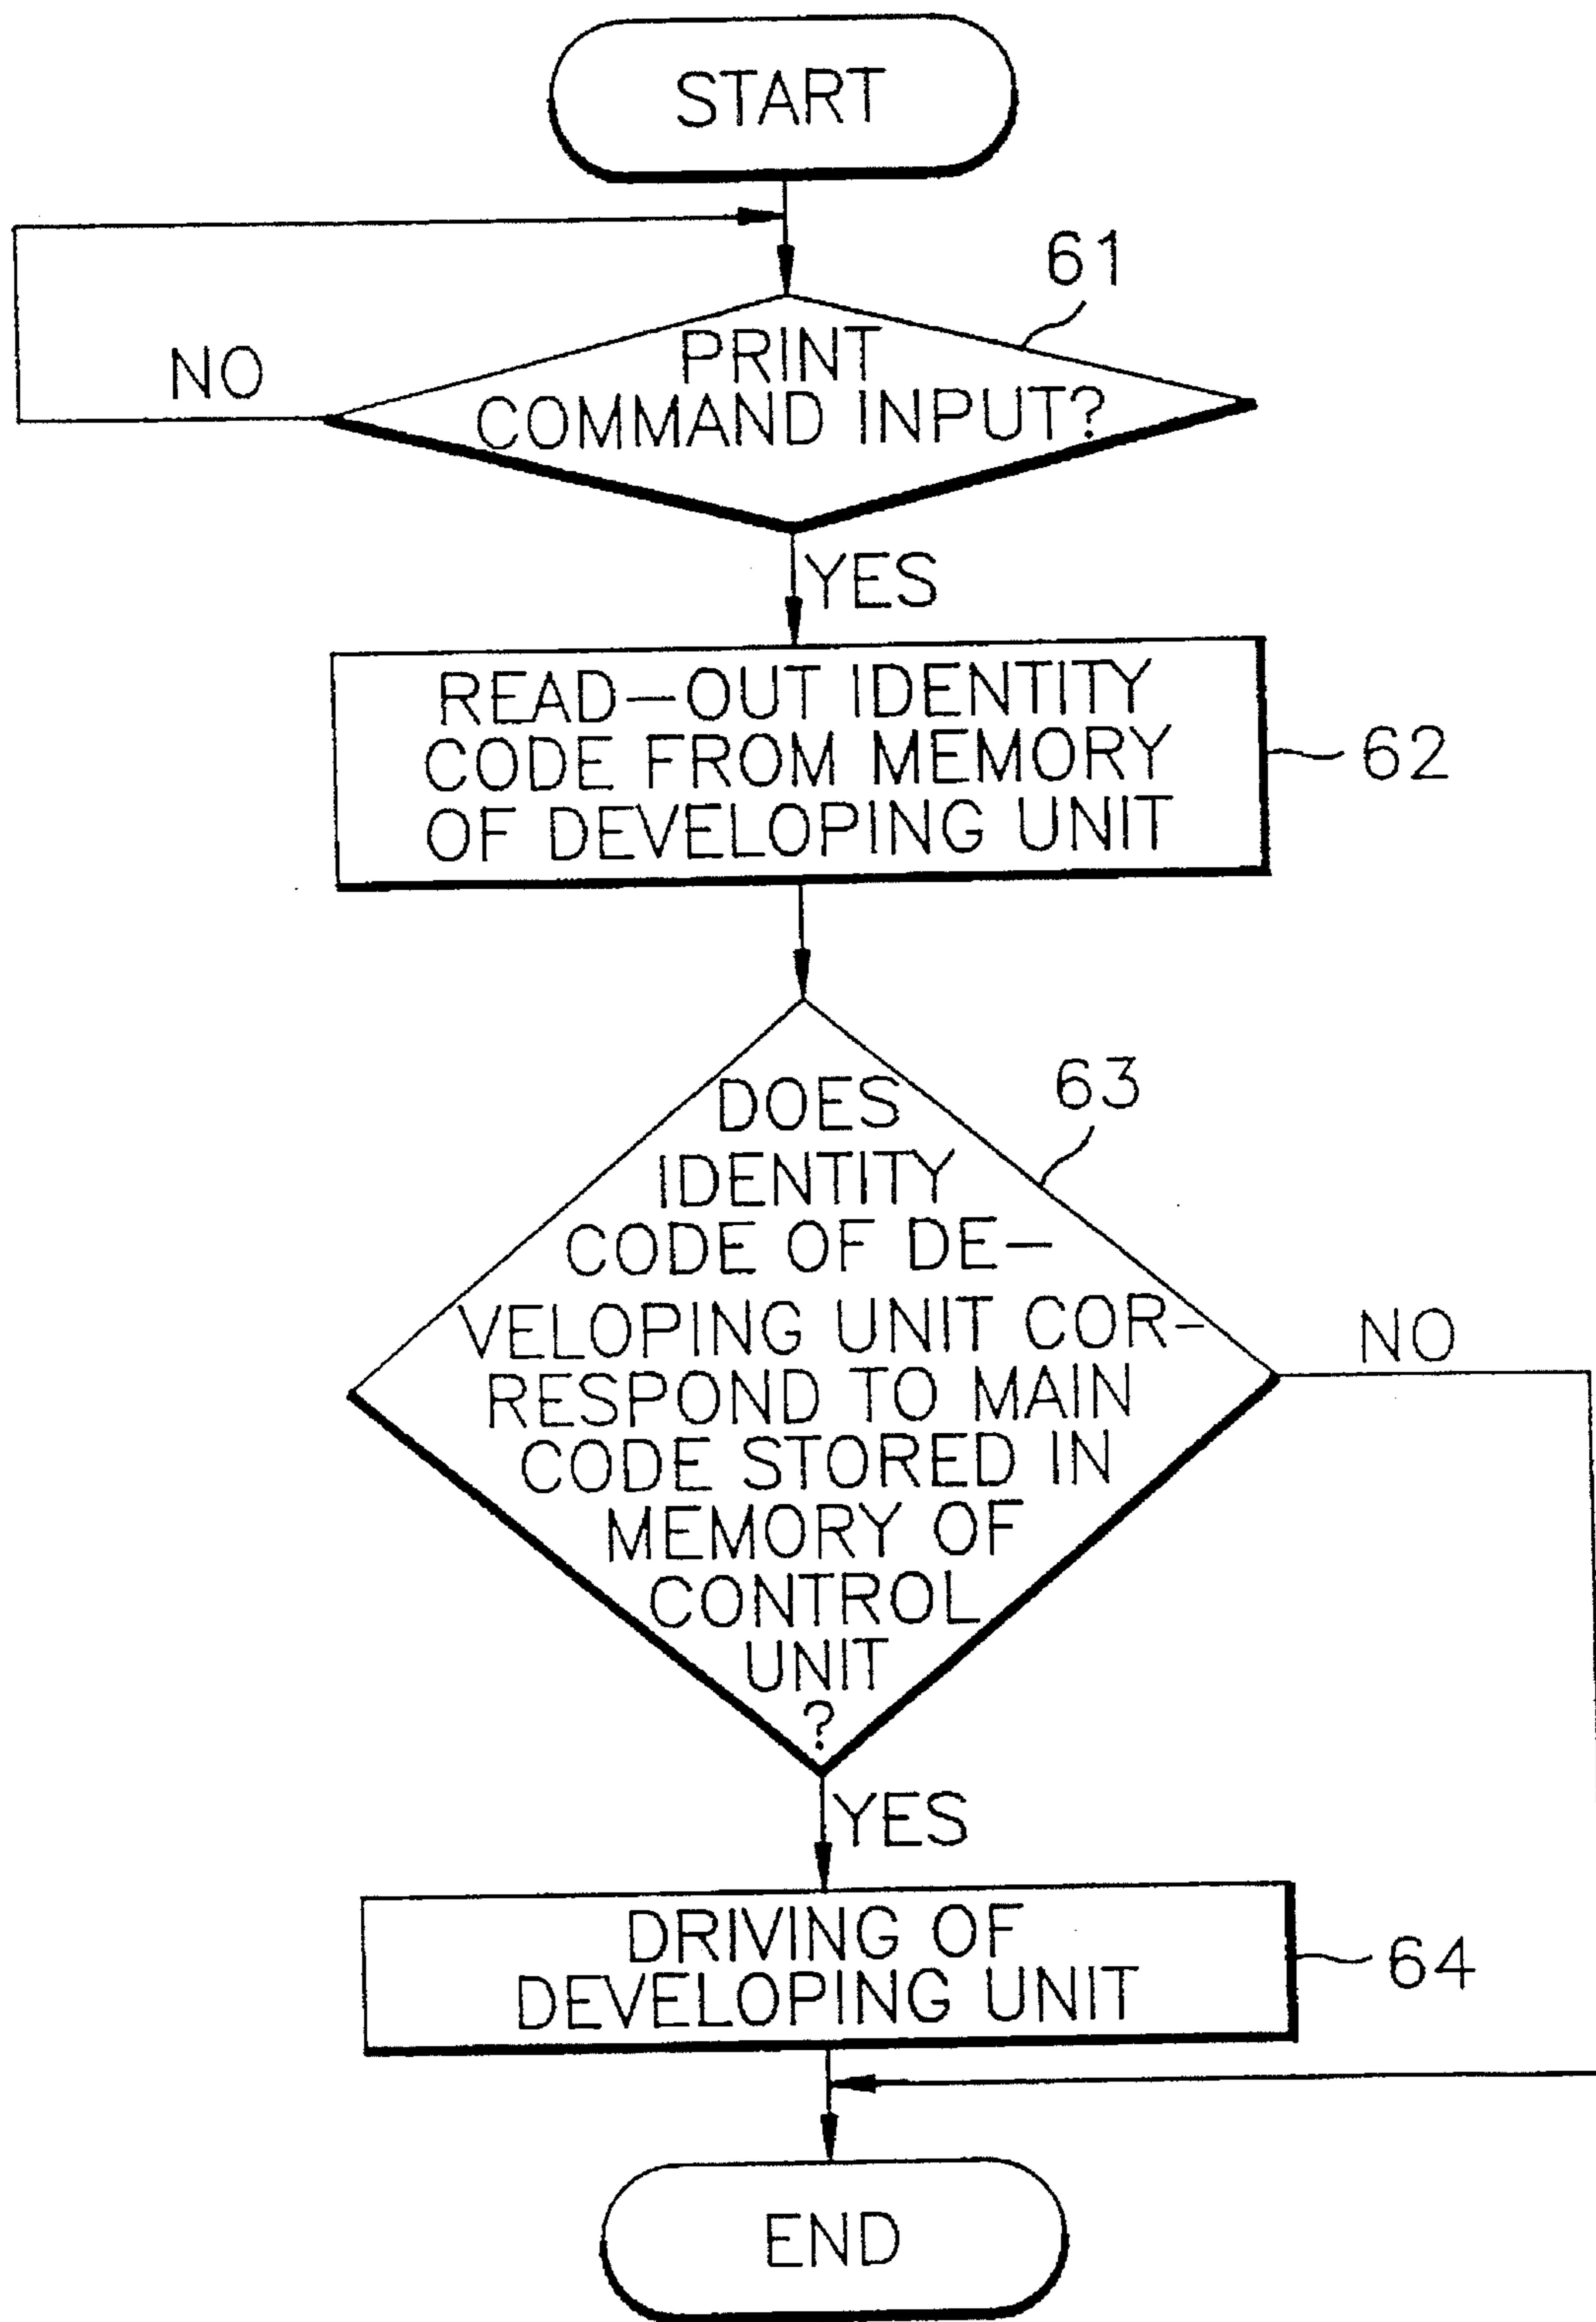 START
61
PRINT
COMMAND INPUT?
NO
YES
READ-OUT IDENTITY
CODE FROM MEMORY
OF DEVELOPING UNIT
62
63
DOES
IDENTITY
CODE OF DE-
VELOPING UNIT COR-
RESPOND TO MAIN
CODE STORED IN
MEMORY OF
CONTROL
UNIT
?
NO
YES
DRIVING OF
DEVELOPING UNIT
64
END